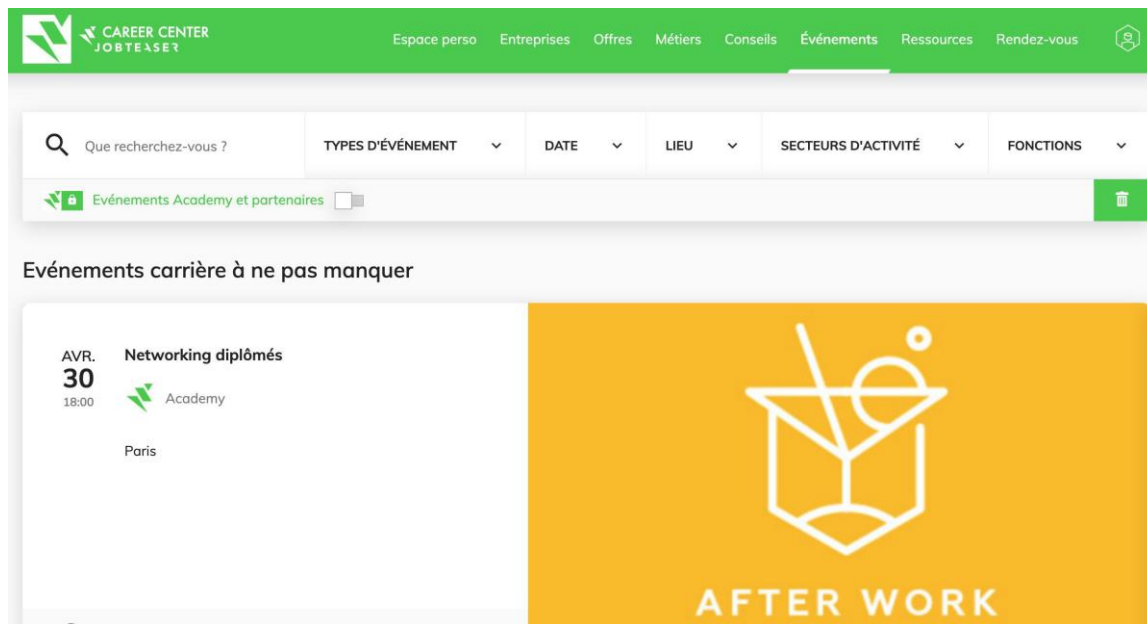 CAREER CENTER
JOBTEASER
Espace perso Entreprises Offres Métiers Conseils Événements Ressources Rendez-vous
Que recherchez-vous ? TYPES D'ÉVÉNEMENT DATE LIEU SECTEURS D'ACTIVITÉ FONCTIONS
Evénements Academy et partenaires
Evénements carrière à ne pas manquer
AVR. Networking diplômés
30
18:00 Academy
Paris
AFTER WORK